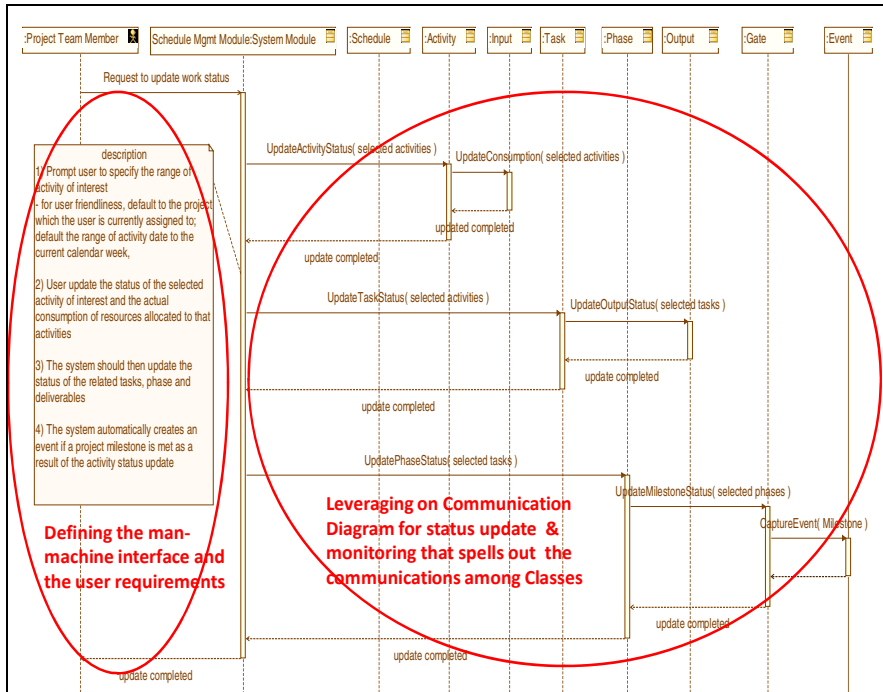 :Project Team Member
Schedule Mgmt Module:System Module
:Schedule
:Activity
:Input
:Task
:Phase
:Output
:Gate
:Event
Request to update work status
description
1) Prompt user to specify the range of
activity of interest
- for user friendliness, default to the project
which the user is currently assigned to;
default the range of activity date to the
current calendar week,
2) User update the status of the selected
activity of interest and the actual
consumption of resources allocated to that
activities
3) The system should then update the
status of the related tasks, phase and
deliverables
4) The system automatically creates an
event if a project milestone is met as a
result of the activity status update
UpdateActivityStatus( selected activities )
UpdateConsumption( selected activities )
updated completed
update completed
UpdateTaskStatus( selected activities )
UpdateOutputStatus( selected tasks )
update completed
update completed
UpdatePhaseStatus( selected tasks )
UpdateMilestoneStatus( selected phases )
CaptureEvent( Milestone )
Defining the man-
machine interface and
the user requirements
Leveraging on Communication
Diagram for status update &
monitoring that spells out the
communications among Classes
update completed
update completed
update completed